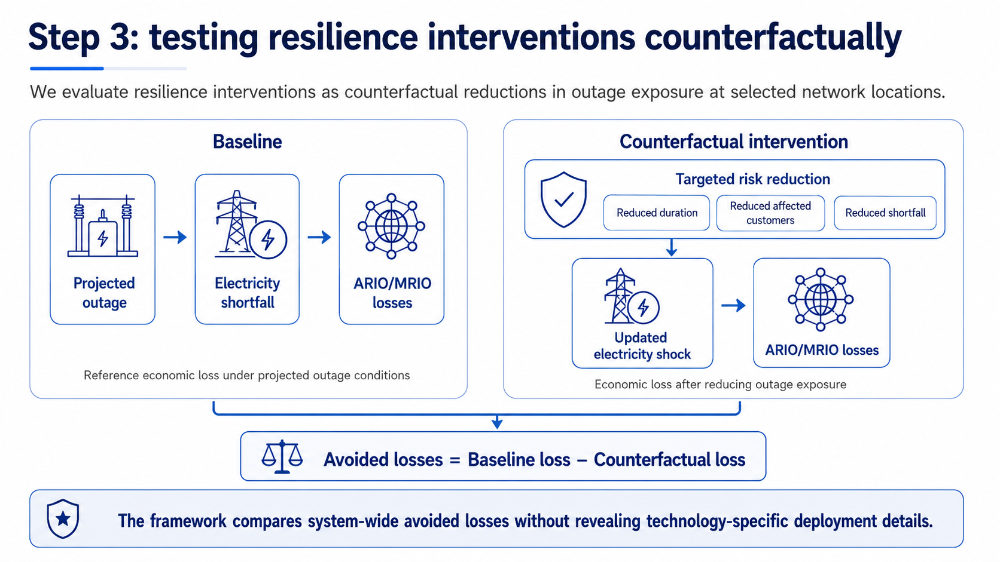 Step 3: testing resilience interventions counterfactually
We evaluate resilience interventions as counterfactual reductions in outage exposure at selected network locations.
Baseline
Projected
outage
Electricity
shortfall
ARIO/MRIO
losses
Reference economic loss under projected outage conditions
Counterfactual intervention
Targeted risk reduction
Reduced duration
Reduced affected
customers
Reduced shortfall
Updated
electricity shock
ARIO/MRIO losses
Economic loss after reducing outage exposure
Avoided losses = Baseline loss – Counterfactual loss
The framework compares system-wide avoided losses without revealing technology-specific deployment details.